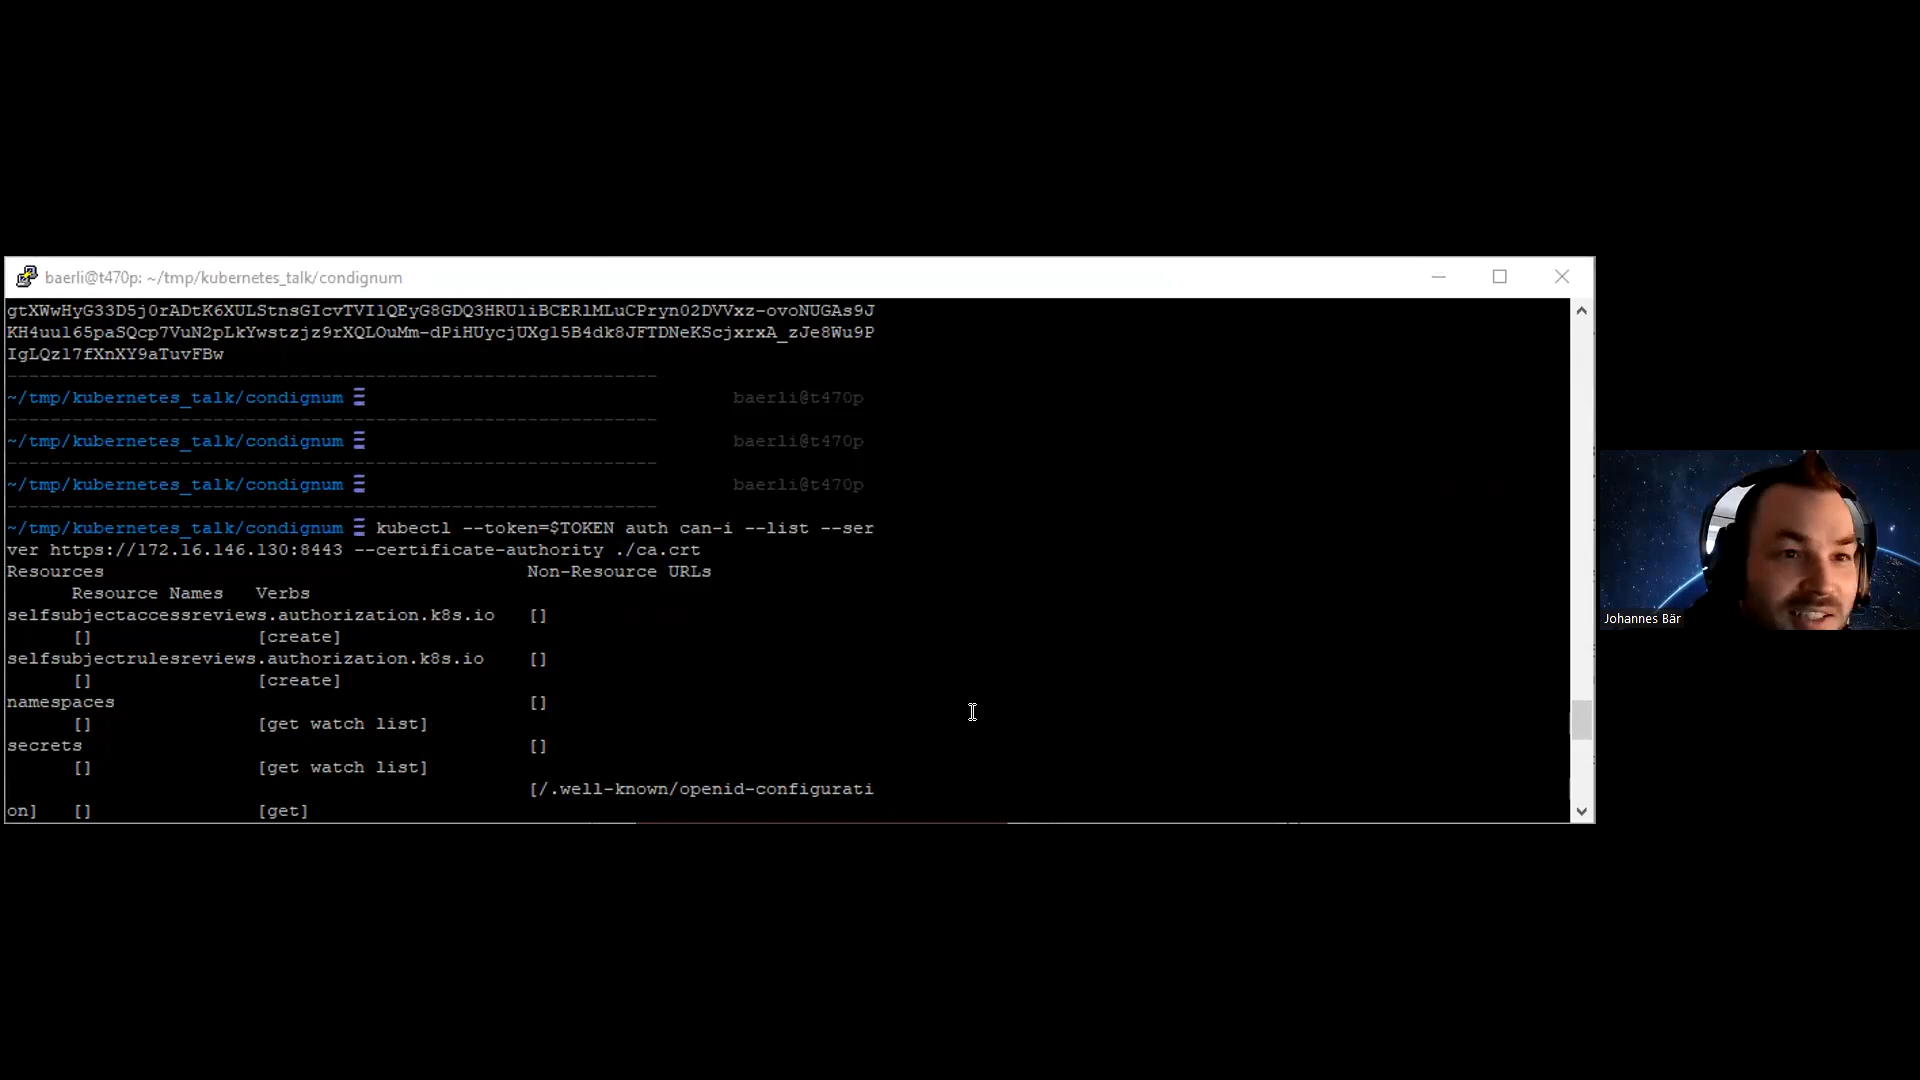 baerli@t470p: ~/tmp/kubernetes_talk/condignum
gtXWwHyG33D5j0rADtK6XULStnsGIcvTVI1QEyG8GDQ3HRUliBCERlMLuCPryn02DVVxz-ovoNUGAs9J
KH4uul65paSQcp7VuN2pLkYwstzjz9rXQLOuMm-dPiHUycjUXgl5B4dk8JFTDNeKScjxrxA_zJe8Wu9P
IgLQzl7fXnXY9aTuvFBw
~/tmp/kubernetes_talk/condignum baerli@t470p
~/tmp/kubernetes_talk/condignum baerli@t470p
~/tmp/kubernetes_talk/condignum baerli@t470p
~/tmp/kubernetes_talk/condignum kubectl --token=$TOKEN auth can-i --list --ser
ver https://172.16.146.130:8443 --certificate-authority ./ca.crt
Resources Non-Resource URLs
Resource Names Verbs
selfsubjectaccessreviews.authorization.k8s.io []
[] [create]
selfsubjectrulesreviews.authorization.k8s.io []
[] [create]
namespaces []
[] [get watch list]
secrets []
[] [get watch list]
[/.well-known/openid-configurati
on] [] [get]
Johannes Bär